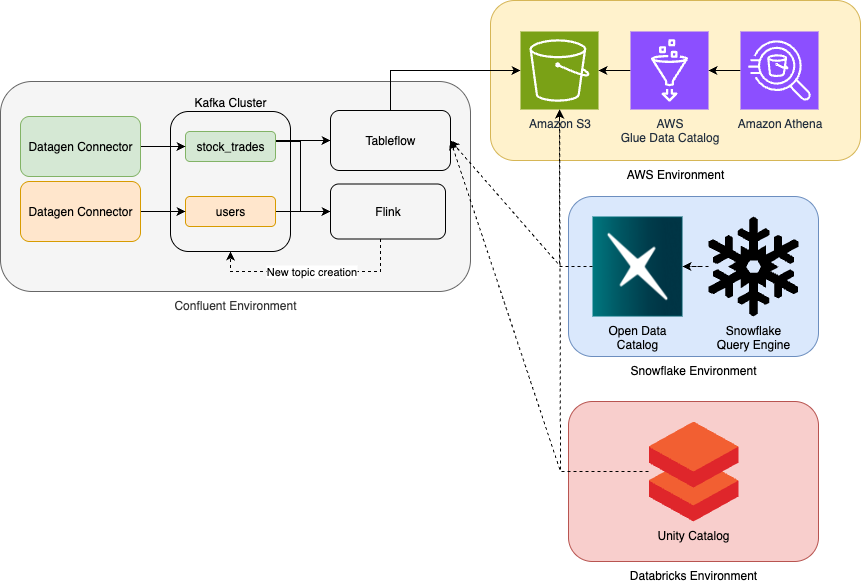 Kafka Cluster
Datagen Connector
stock_trades
Tableflow
Datagen Connector
users
Flink
New topic creation
Confluent Environment
Amazon S3
AWS
Glue Data Catalog
Amazon Athena
AWS Environment
Open Data
Catalog
Snowflake
Query Engine
Snowflake Environment
Unity Catalog
Databricks Environment